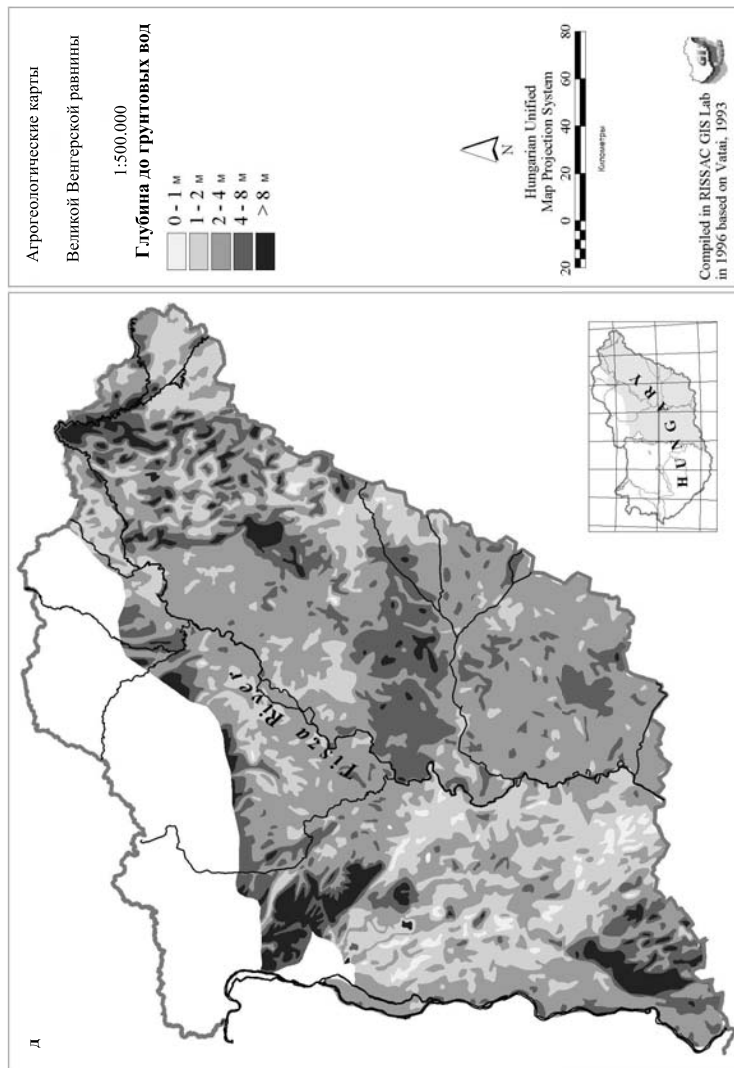 Агрогеологические карты
Великой Венгерской равнины
1:500.000
Глубина до грунтовых вод
0 - 1 м
1 - 2 м
2 - 4 м
4 - 8 м
>8 м
N
Hungarian Unified
Map Projection System
20 0 20 40 60 80
Километры
Compiled in RISSAC GIS Lab
in 1996 based on Vatai, 1993
д
Tisza River
HUNGARY